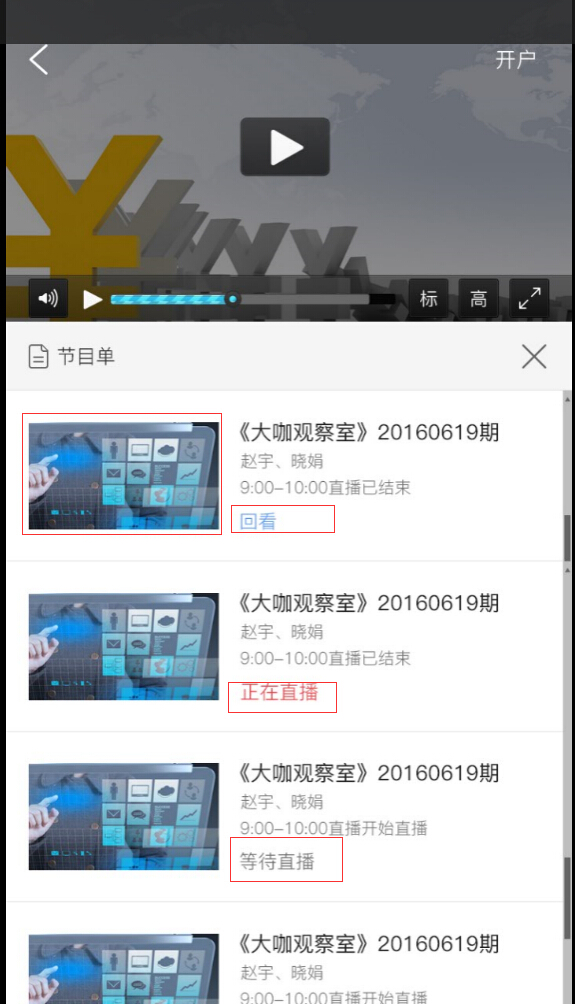 开户
标 高
节目单
《大咖观察室》20160619期
赵宇、晓娟
9:00-10:00直播已结束
回看
《大咖观察室》20160619期
赵宇、晓娟
9:00-10:00直播已结束
正在直播
《大咖观察室》20160619期
赵宇、晓娟
9:00-10:00直播开始直播
等待直播
《大咖观察室》20160619期
赵宇、晓娟
9:00-10:00直播开始直播